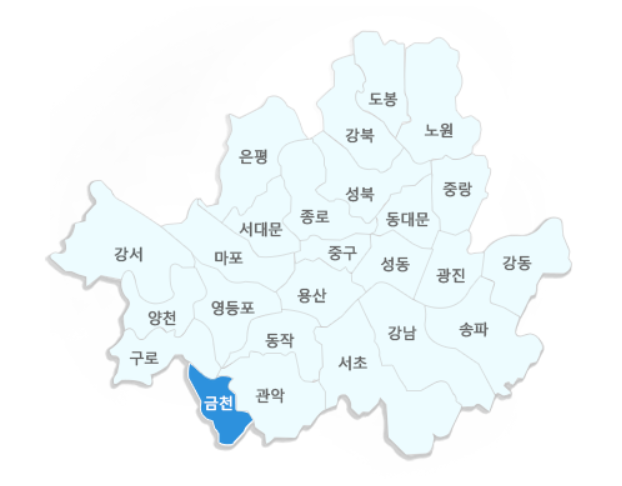 도봉
강북
노원
은평
성북
중랑
종로
동대문
서대문
강서
마포
중구
성동
광진
강동
양천
영등포
용산
구로
동작
강남
송파
서초
금천
관악